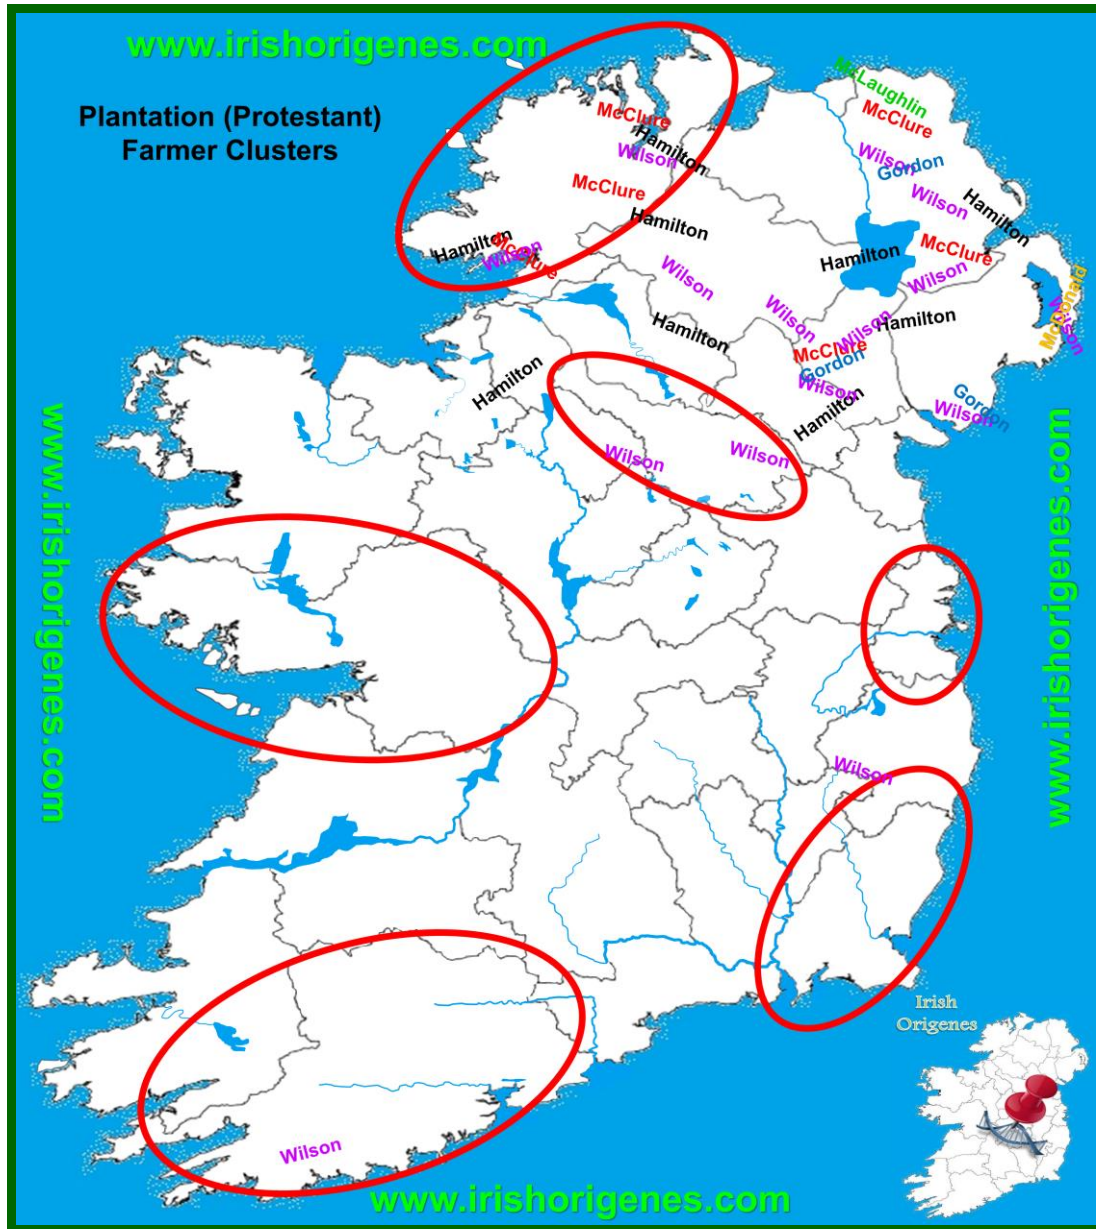 www.irishorigenes.com
Plantation (Protestant)
Farmer Clusters
McLaughlin
McClure
McClure
Hamilton
Wilson
Wilson
Gordon
McClure
Wilson
Hamilton
Hamilton
Hamilton
McClure
Wilson
McClure
Hamilton
Wilson
Wilson
McDonald
Wilson
Wilson
Wilson
Hamilton
Hamilton
McClure
Gordon
Wilson
Hamilton
Hamilton
Gordon
Wilson
Wilson
Wilson
www.irishorigenes.com
www.irishorigenes.com
Wilson
Irish
Origenes
Wilson
www.irishorigenes.com